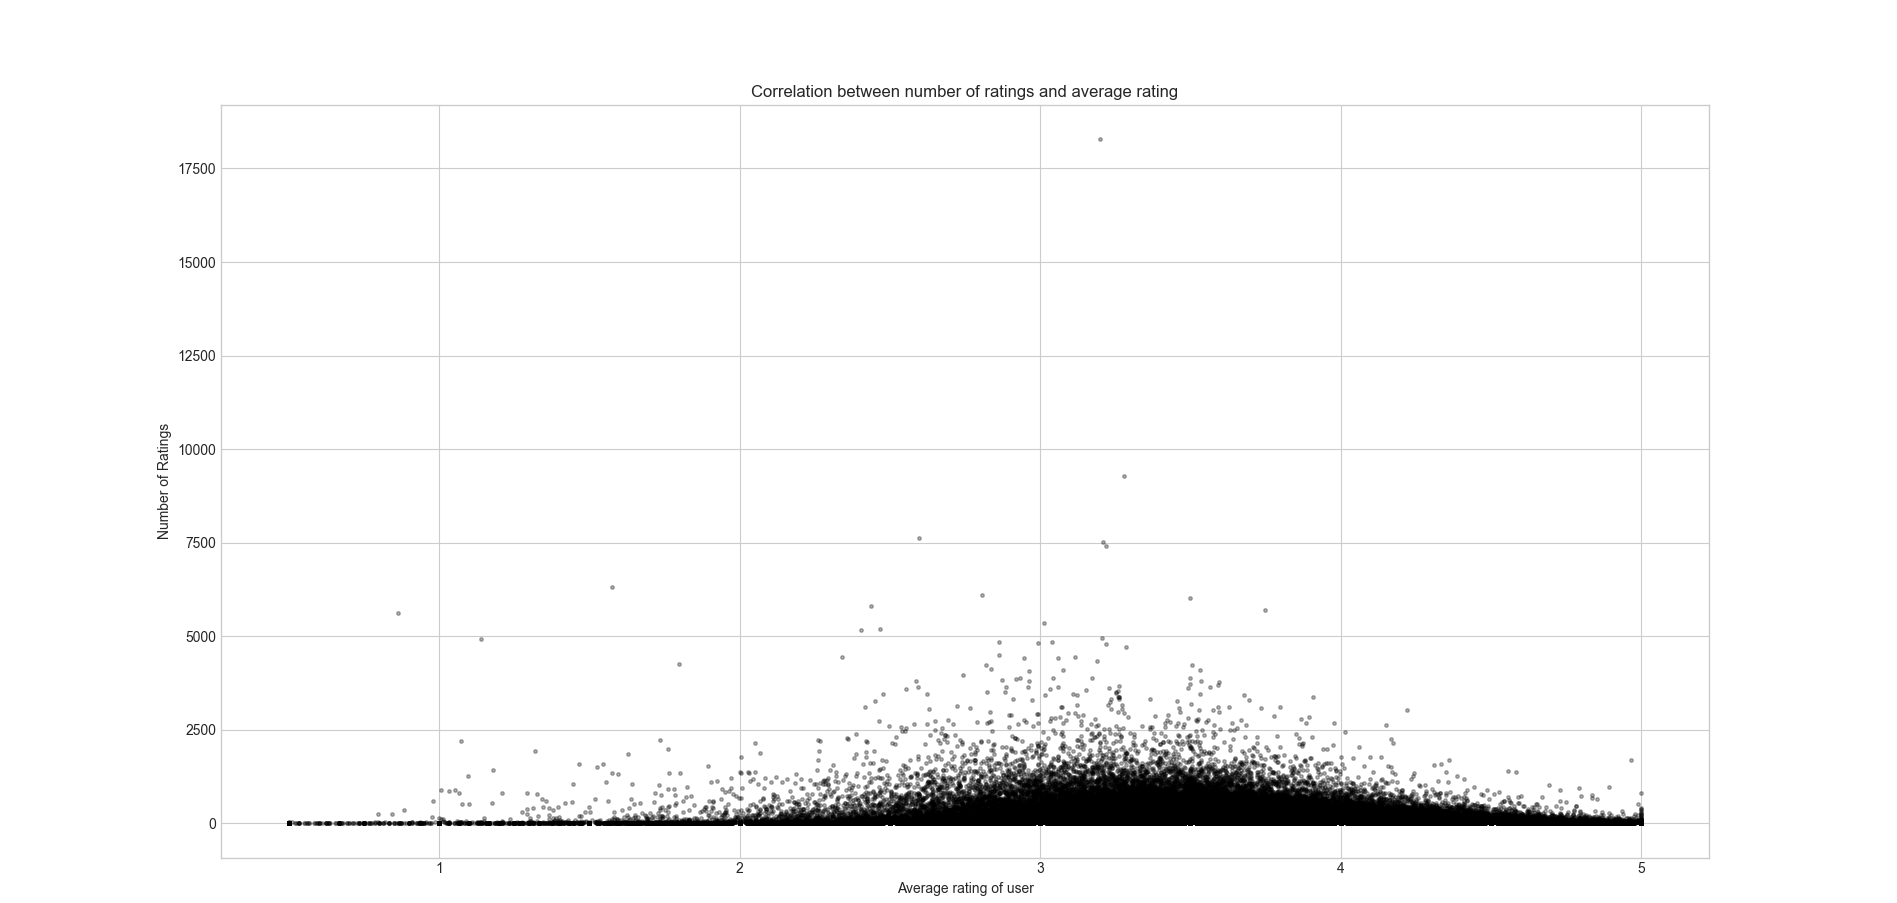 Correlation between number of ratings and average rating
17500
15000
12500
10000
7500
5000
2500
0
Number of Ratings
1 2 3 4 5
Average rating of user